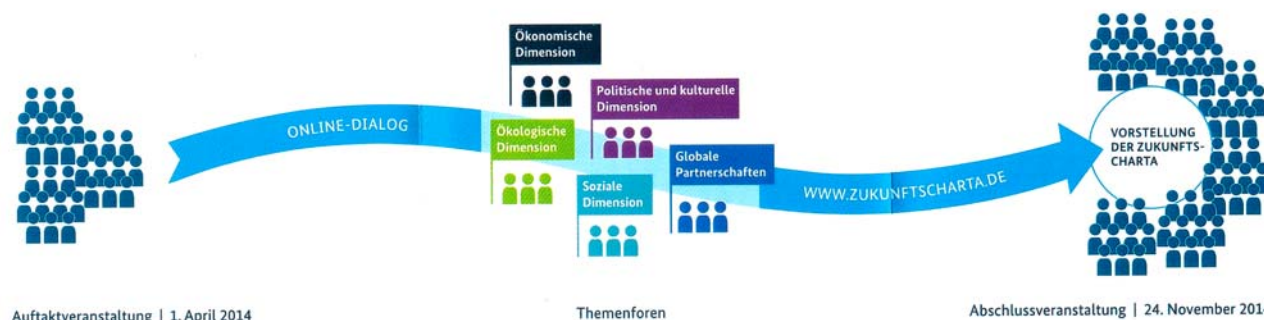 Ökonomische
Dimension
Politische und kulturelle
Dimension
ONLINE-DIALOG
Ökologische
Dimension
Globale
Partnerschaften
Soziale
Dimension
WWW.ZUKUNFTSCHARTA.DE
VORSTELLUNG
DER ZUKUNFTS-
CHARTA
Auftaktveranstaltung | 1. April 2014
Themenforen
Abschlussveranstaltung | 24. November 2014